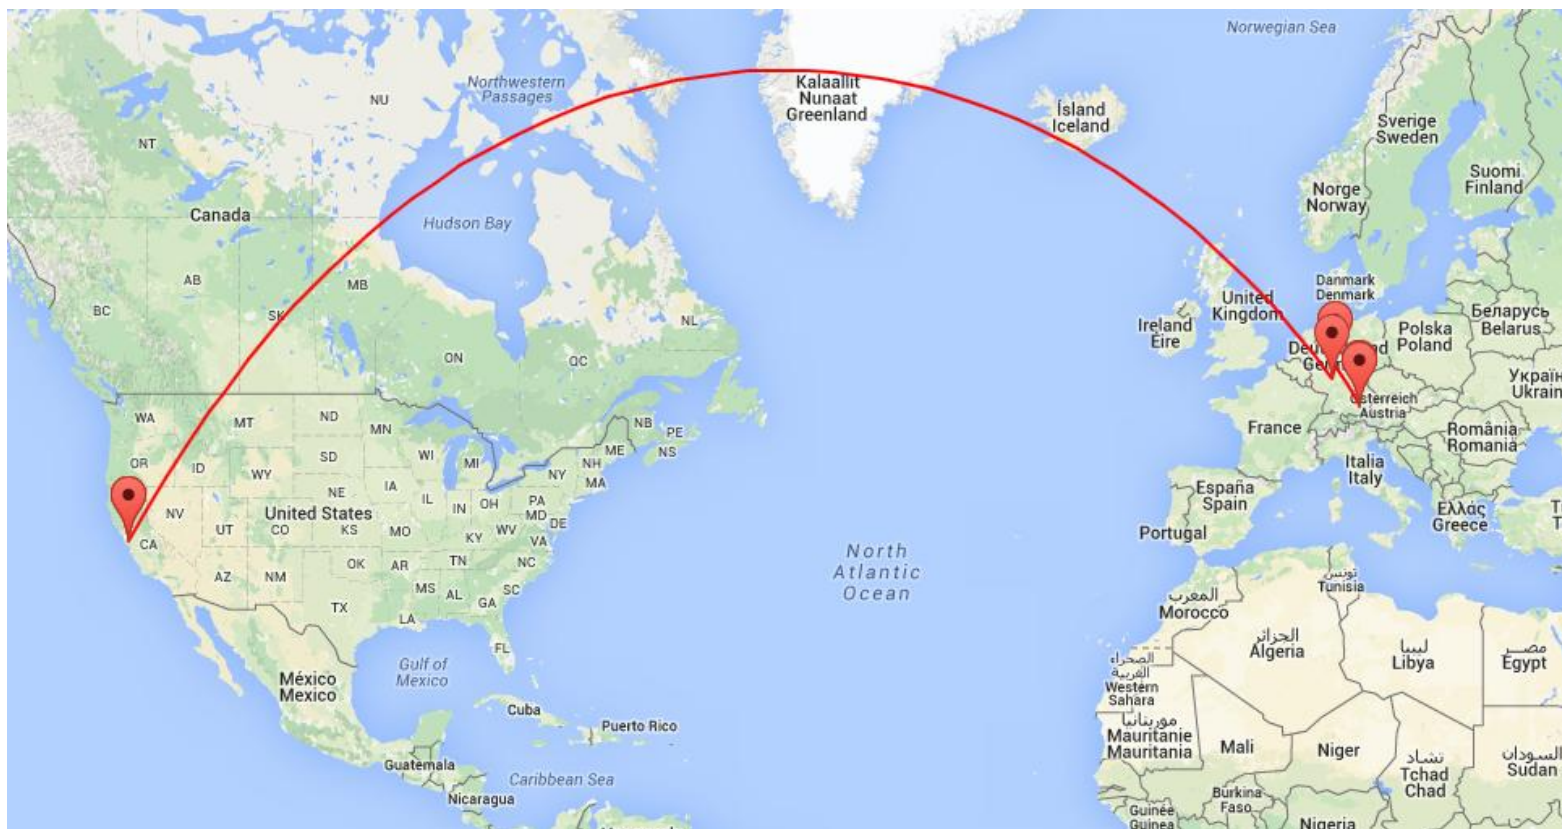 Norwegian Sea
Northwestern
Passages
Kalaallit
Nunaat
Greenland
NU
Ísland
Iceland
Sverige
Sweden
NT
Suomi
Finland
Norge
Norway
Canada
Hudson Bay
AB
MB
BC
SK
NL
Danmark
Denmark
United
Kingdom
Ireland
Éire
Беларусь
Belarus
Polska
Poland
ON
QC
Österreich
Austria
WA
MT
ND
MN
NB
PE
NS
ME
France
România
Romania
OR
ID
WY
SD
WI
MI
NY
NH
MA
Italia
Italy
NE
IA
IL
IN
OH
PA
MD
DE
España
Spain
Ελλάς
Greece
NV
UT
United States
CO
KS
MO
KY
WV
VA
Portugal
CA
North
Atlantic
Ocean
AZ
NM
OK
AR
TN
NC
SC
تونس
Tunisia
TX
MS
AL
GA
LA
المغرب
Morocco
الجزائر
Algeria
ليبيا
Libya
مصر
Egypt
FL
Gulf of
Mexico
México
Mexico
الصحراء
الغربية
Western
Sahara
Cuba
Puerto Rico
موريتانيا
Mauritanie
Mauritania
Mali
Niger
تشاد
Tchad
Chad
السودان
Sudan
Guatemala
Caribbean Sea
Nicaragua
Burkina
Faso
Guinée
Guinea
Nigeria